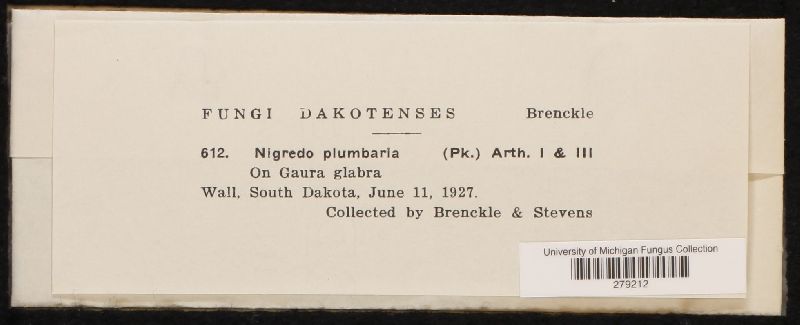 FUNGI DAKOTENSES Brenckle
612. Nigredo plumbaria (Pk.) Arth. I & III
On Gaura glabra
Wall, South Dakota, June 11, 1927.
Collected by Brenckle & Stevens
University of Michigan Fungus Collection
279212